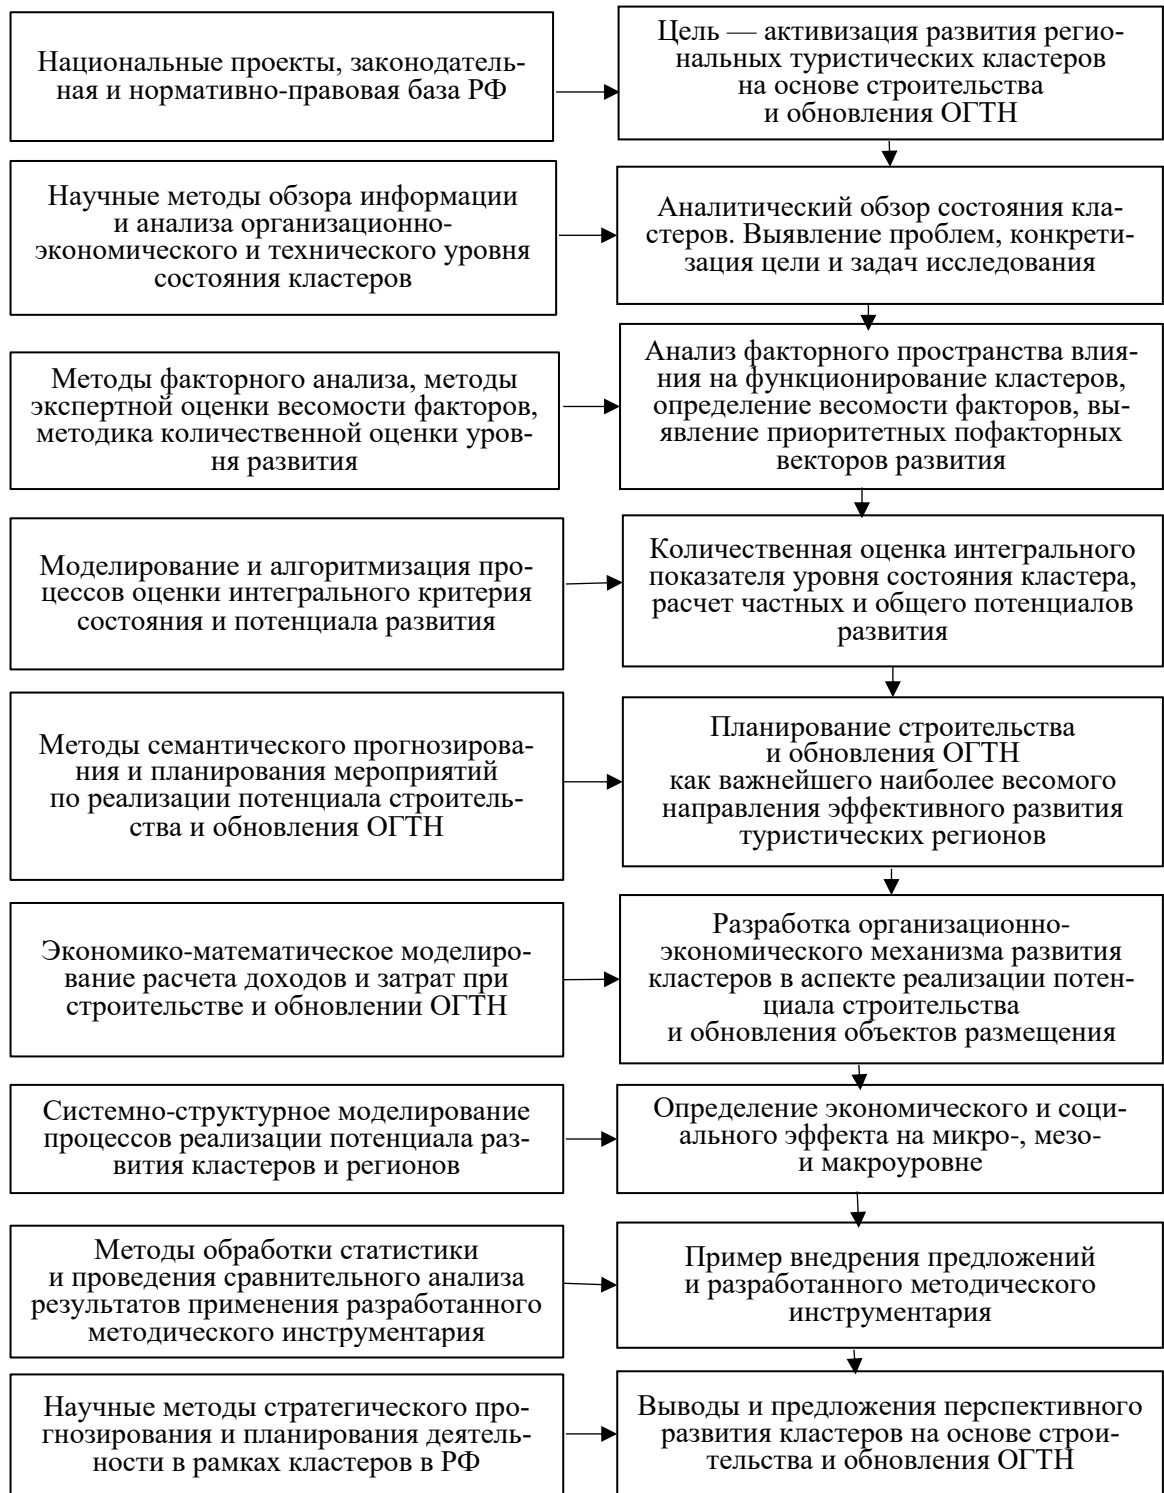 Национальные проекты, законодатель-
ная и нормативно-правовая база РФ
Цель — активизация развития регио-
нальных туристических кластеров
на основе строительства
и обновления ОГТН
Научные методы обзора информации
и анализа организационно-
экономического и технического уровня
состояния кластеров
Аналитический обзор состояния кла-
стеров. Выявление проблем, конкрети-
зация цели и задач исследования
Методы факторного анализа, методы
экспертной оценки весомости факторов,
методика количественной оценки уров-
ня развития
Анализ факторного пространства влия-
ния на функционирование кластеров,
определение весомости факторов, вы-
явление приоритетных пофакторных
векторов развития
Моделирование и алгоритмизация про-
цессов оценки интегрального критерия
состояния и потенциала развития
Количественная оценка интегрального
показателя уровня состояния кластера,
расчет частных и общего потенциалов
развития
Методы семантического прогнозирова-
ния и планирования мероприятий
по реализации потенциала строитель-
ства и обновления ОГТН
Планирование строительства
и обновления ОГТН
как важнейшего наиболее весомого
направления эффективного развития
туристических регионов
Экономико-математическое моделиро-
вание расчета доходов и затрат при
строительстве и обновлении ОГТН
Разработка организационно-
экономического механизма развития
кластеров в аспекте реализации потен-
циала строительства
и обновления объектов размещения
Системно-структурное моделирование
процессов реализации потенциала раз-
вития кластеров и регионов
Определение экономического и соци-
ального эффекта на микро-, мезо-
и макроуровне
Методы обработки статистики
и проведения сравнительного анализа
результатов применения разработанного
методического инструментария
Пример внедрения предложений
и разработанного методического
инструментария
Научные методы стратегического про-
гнозирования и планирования деятель-
ности в рамках кластеров в РФ
Выводы и предложения перспективного
развития кластеров на основе строи-
тельства и обновления ОГТН